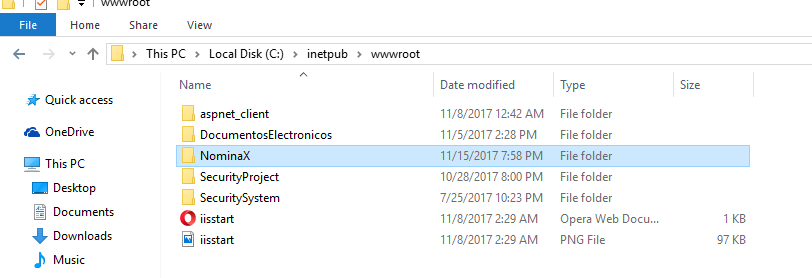 wwwroot
File Home Share View
This PC Local Disk (C:) inetpub wwwroot
Name Date modified Type Size
Quick access
OneDrive
This PC
Desktop
Documents
Downloads
Music
aspnet_client 11/8/2017 12:42 AM File folder
DocumentosElectronicos 11/5/2017 2:28 PM File folder
NominaX 11/15/2017 7:58 PM File folder
SecurityProject 10/28/2017 8:00 PM File folder
SecuritySystem 7/25/2017 10:23 PM File folder
iisstart 11/8/2017 2:29 AM Opera Web Docu... 1 KB
iisstart 11/8/2017 2:29 AM PNG File 97 KB